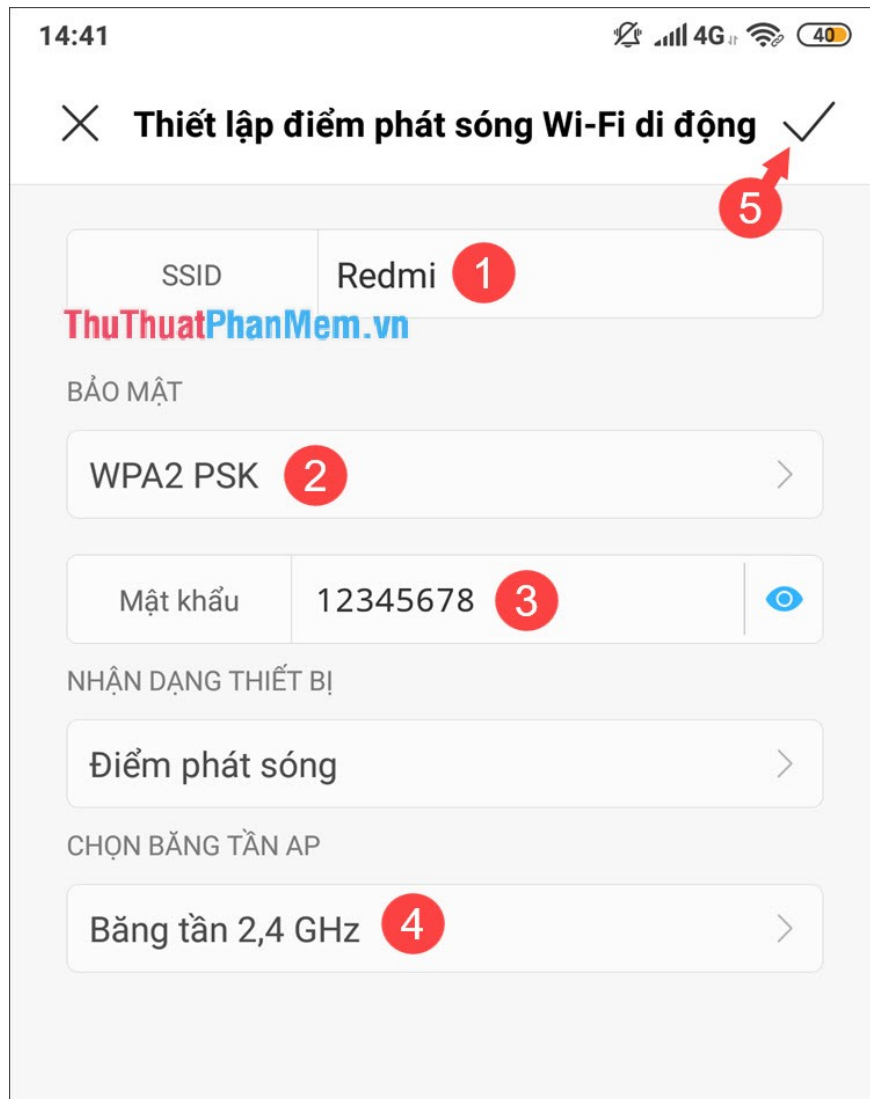 14:41 4G 40
Thiết lập điểm phát sóng Wi-Fi di động
5
SSID Redmi 1
ThuThuatPhanMem.vn
BẢO MẬT
WPA2 PSK 2
Mật khẩu 12345678 3
NHẬN DẠNG THIẾT BỊ
Điểm phát sóng
CHỌN BĂNG TẦN AP
Băng tần 2,4 GHz 4